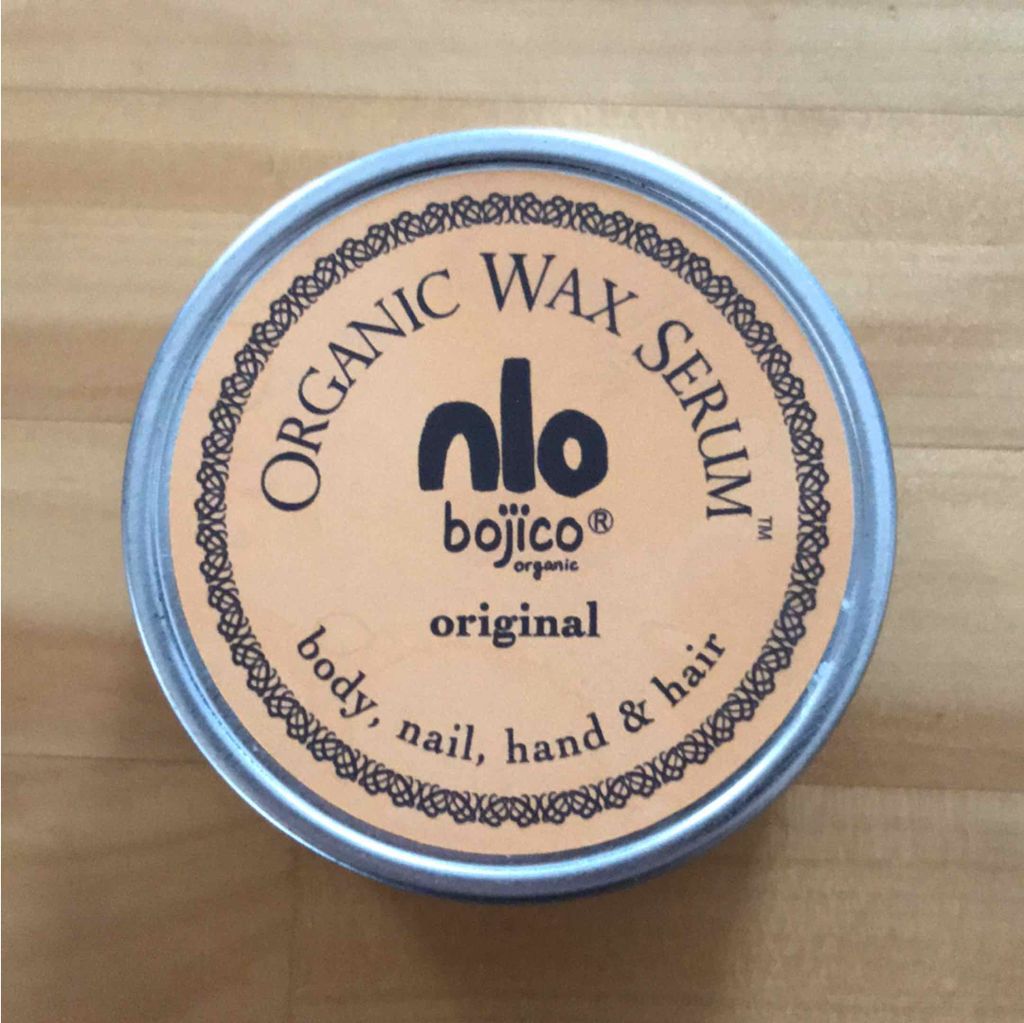 ORGANIC WAX SERUM™
nlo
bojico®
organic
original
body, nail, hand & hair